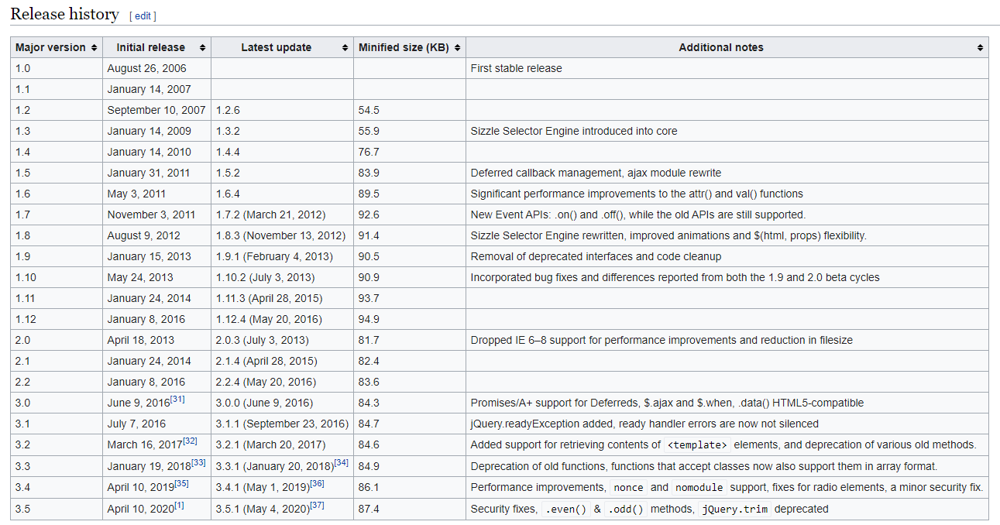 Release history [ edit ]
Major version Initial release Latest update Minified size (KB) Additional notes
1.0 August 26, 2006 First stable release
1.1 January 14, 2007
1.2 September 10, 2007 1.2.6 54.5
1.3 January 14, 2009 1.3.2 55.9 Sizzle Selector Engine introduced into core
1.4 January 14, 2010 1.4.4 76.7
1.5 January 31, 2011 1.5.2 83.9 Deferred callback management, ajax module rewrite
1.6 May 3, 2011 1.6.4 89.5 Significant performance improvements to the attr() and val() functions
1.7 November 3, 2011 1.7.2 (March 21, 2012) 92.6 New Event APIs: .on() and .off(), while the old APIs are still supported.
1.8 August 9, 2012 1.8.3 (November 13, 2012) 91.4 Sizzle Selector Engine rewritten, improved animations and $(html, props) flexibility.
1.9 January 15, 2013 1.9.1 (February 4, 2013) 90.5 Removal of deprecated interfaces and code cleanup
1.10 May 24, 2013 1.10.2 (July 3, 2013) 90.9 Incorporated bug fixes and differences reported from both the 1.9 and 2.0 beta cycles
1.11 January 24, 2014 1.11.3 (April 28, 2015) 93.7
1.12 January 8, 2016 1.12.4 (May 20, 2016) 94.9
2.0 April 18, 2013 2.0.3 (July 3, 2013) 81.7 Dropped IE 6–8 support for performance improvements and reduction in filesize
2.1 January 24, 2014 2.1.4 (April 28, 2015) 82.4
2.2 January 8, 2016 2.2.4 (May 20, 2016) 83.6
3.0 June 9, 2016[31] 3.0.0 (June 9, 2016) 84.3 Promises/A+ support for Deferreds, $.ajax and $.when, .data() HTML5-compatible
3.1 July 7, 2016 3.1.1 (September 23, 2016) 84.7 jQuery.readyException added, ready handler errors are now not silenced
3.2 March 16, 2017[32] 3.2.1 (March 20, 2017) 84.6 Added support for retrieving contents of <template> elements, and deprecation of various old methods.
3.3 January 19, 2018[33] 3.3.1 (January 20, 2018)[34] 84.9 Deprecation of old functions, functions that accept classes now also support them in array format.
3.4 April 10, 2019[35] 3.4.1 (May 1, 2019)[36] 86.1 Performance improvements, nonce and nomodule support, fixes for radio elements, a minor security fix.
3.5 April 10, 2020[1] 3.5.1 (May 4, 2020)[37] 87.4 Security fixes, .even() & .odd() methods, jQuery.trim deprecated